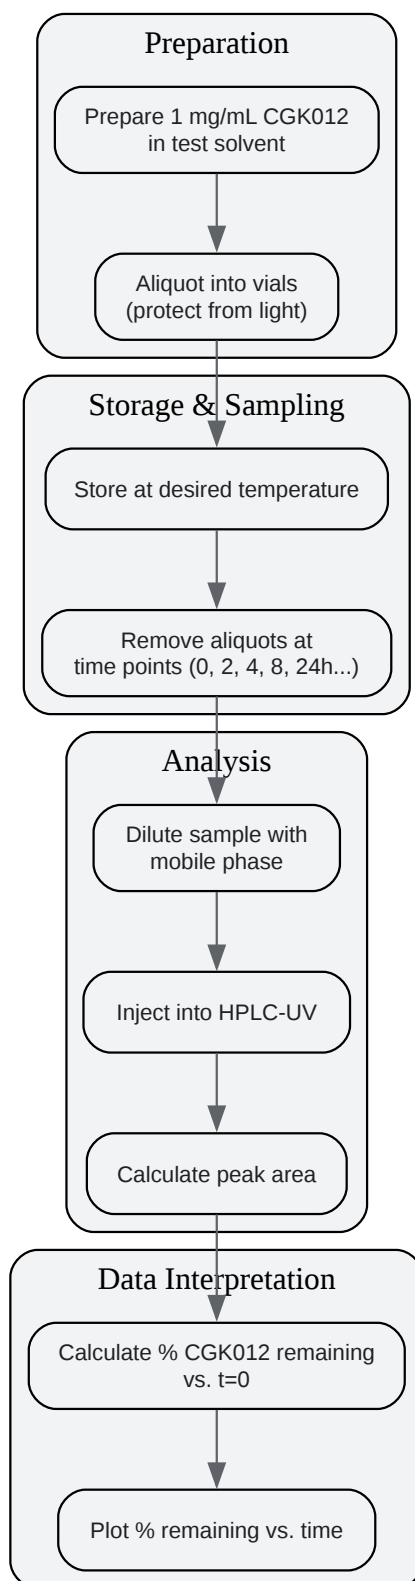 Preparation
Prepare 1 mg/mL CGK012
in test solvent
Aliquot into vials
(protect from light)
Storage & Sampling
Store at desired temperature
Remove aliquots at
time points (0, 2, 4, 8, 24h...)
Analysis
Dilute sample with
mobile phase
Inject into HPLC-UV
Calculate peak area
Data Interpretation
Calculate % CGK012 remaining
vs. t=0
Plot % remaining vs. time